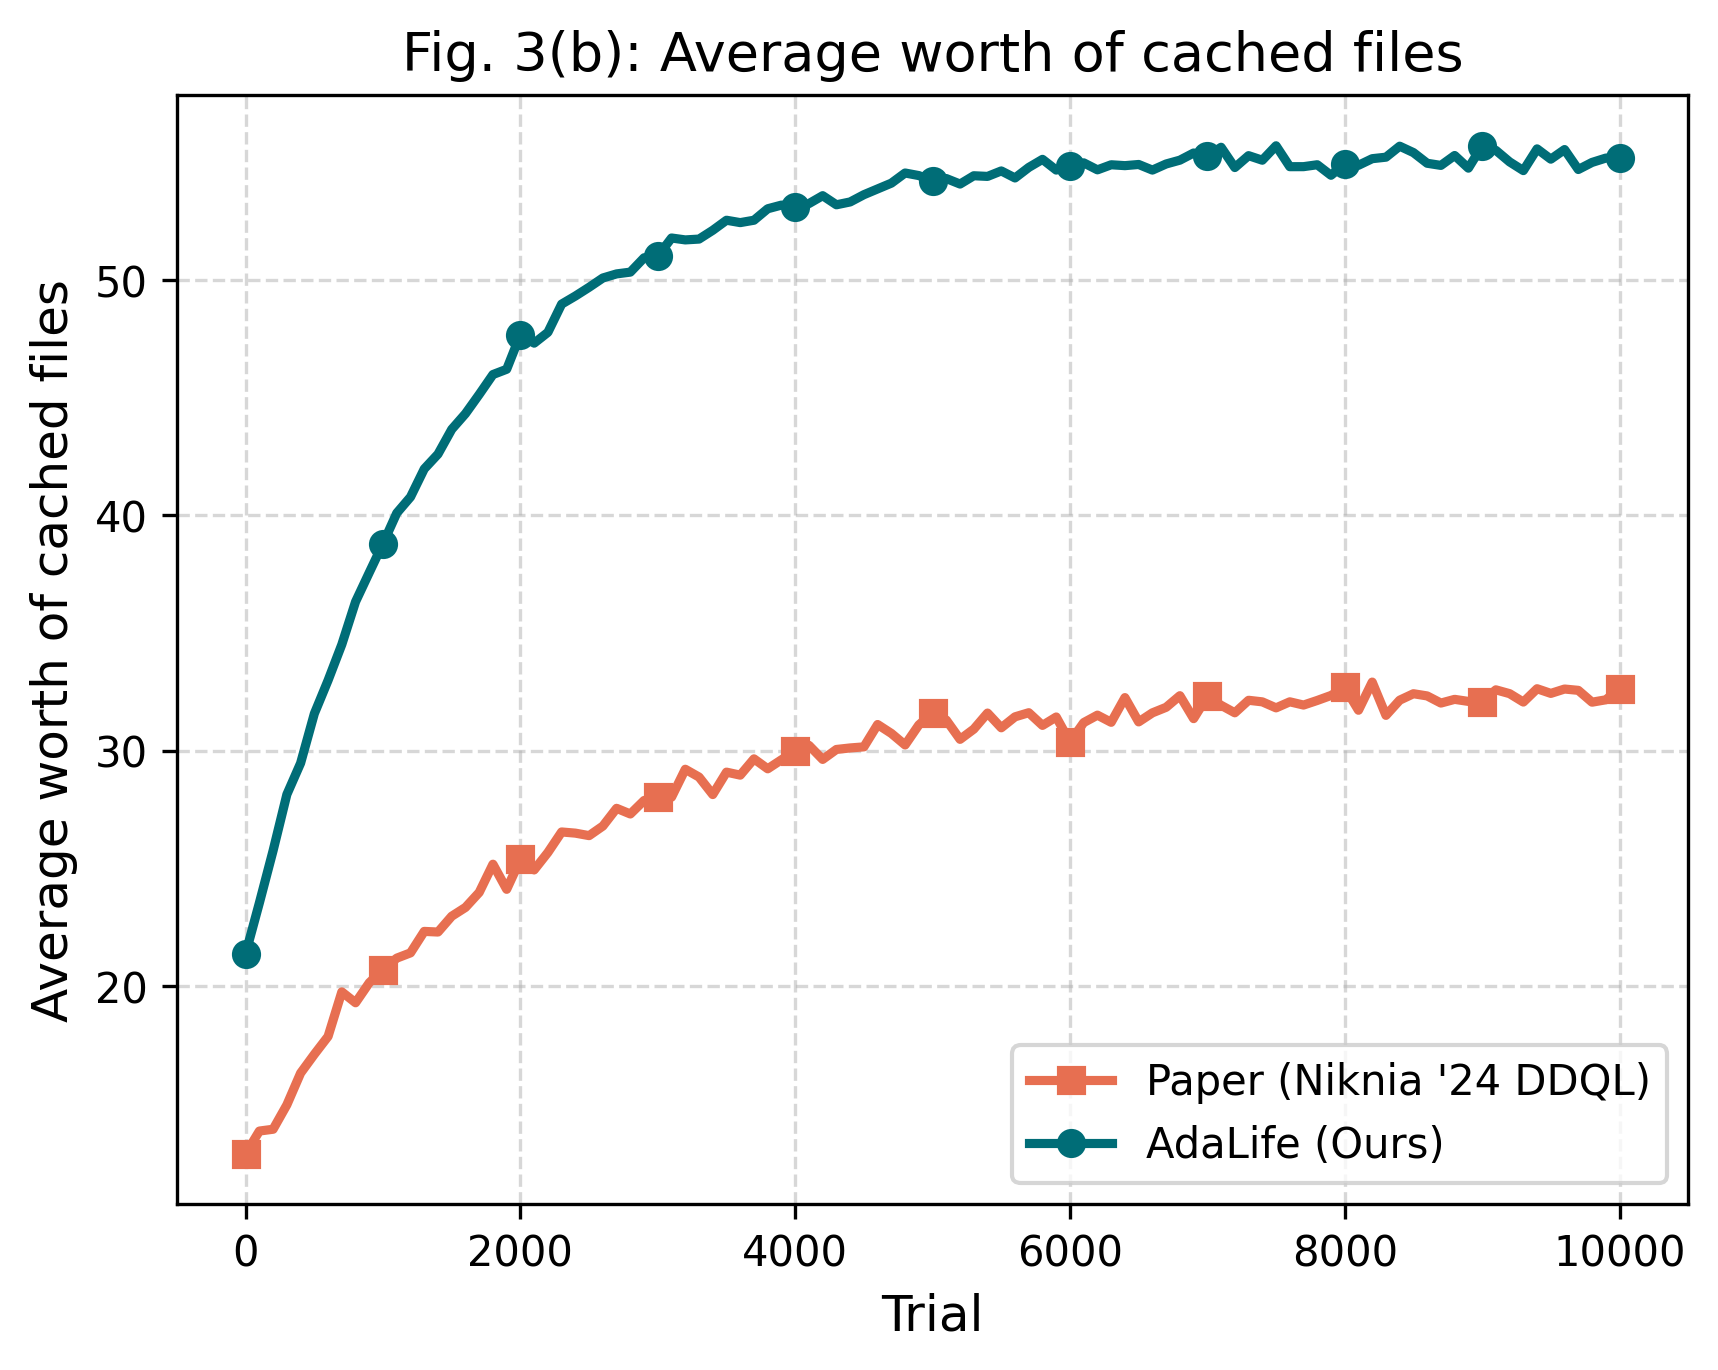 Fig. 3(b): Average worth of cached files
Average worth of cached files
50
40
30
20
Paper (Niknia '24 DDQL)
AdaLife (Ours)
0 2000 4000 6000 8000 10000
Trial